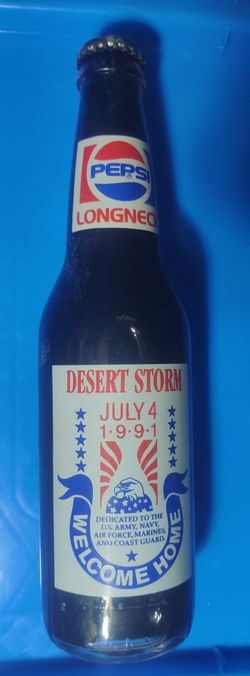 PEPSI
LONGNECK
DESERT STORM
JULY 4
1·9·9·1
DEDICATED TO THE
U.S. ARMY, NAVY,
AIR FORCE, MARINES,
AND COAST GUARD.
WELCOME HOME